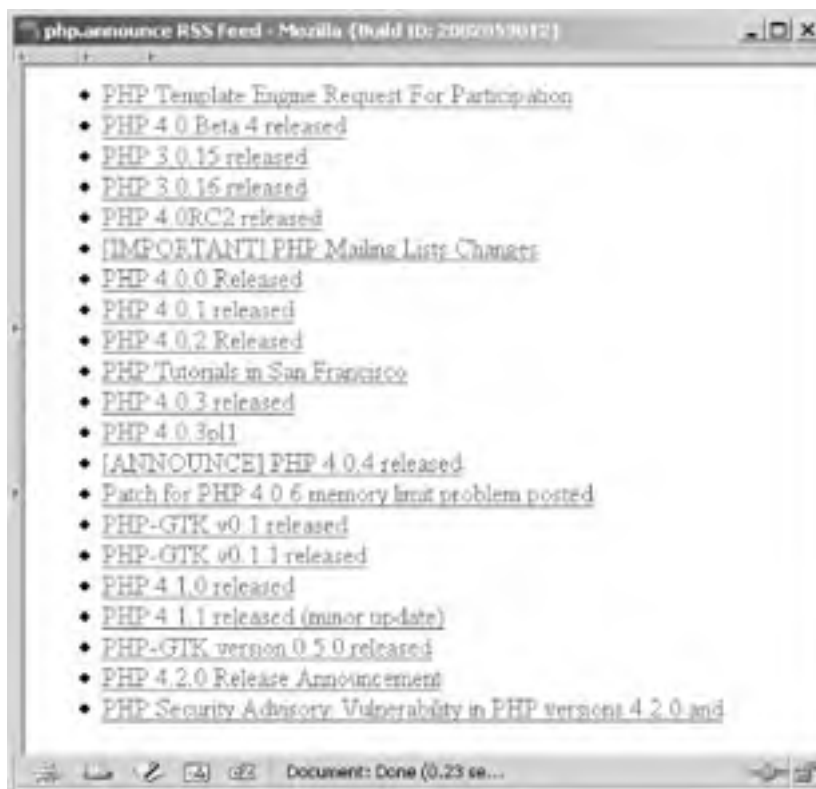 php.announce RSS Feed - Mozilla {Build ID: 2002053012}
PHP Template Engine Request For Participation
PHP 4.0 Beta 4 released
PHP 3.0.15 released
PHP 3.0.16 released
PHP 4.0RC2 released
[IMPORTANT] PHP Mailing Lists Changes
PHP 4.0.0 Released
PHP 4.0.1 released
PHP 4.0.2 Released
PHP Tutorials in San Francisco
PHP 4.0.3 released
PHP 4.0.3pl1
[ANNOUNCE] PHP 4.0.4 released
Patch for PHP 4.0.6 memory limit problem posted
PHP-GTK v0.1 released
PHP-GTK v0.1.1 released
PHP 4.1.0 released
PHP 4.1.1 released (minor update)
PHP-GTK version 0.5.0 released
PHP 4.2.0 Release Announcement
PHP Security Advisory: Vulnerability in PHP versions 4.2.0 and
Document: Done (0.23 se...